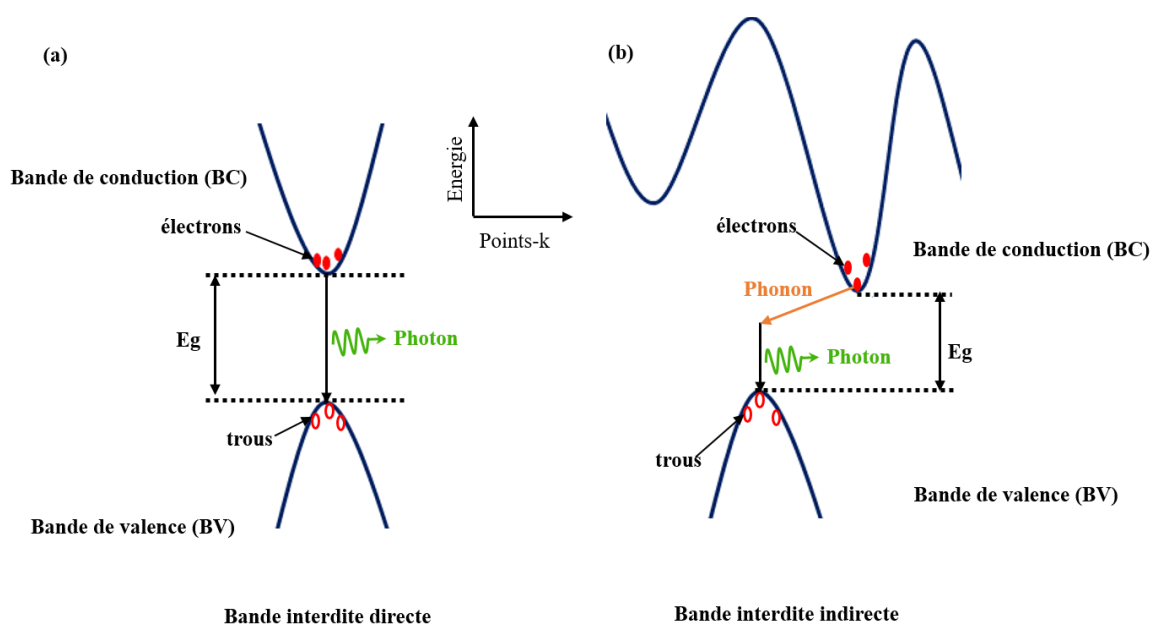 (a)
Bande de conduction (BC)
électrons
Eg
Photon
trous
Bande de valence (BV)
Bande interdite directe
Energie
Points-k
(b)
électrons
Bande de conduction (BC)
Phonon
Photon
Eg
trous
Bande de valence (BV)
Bande interdite indirecte